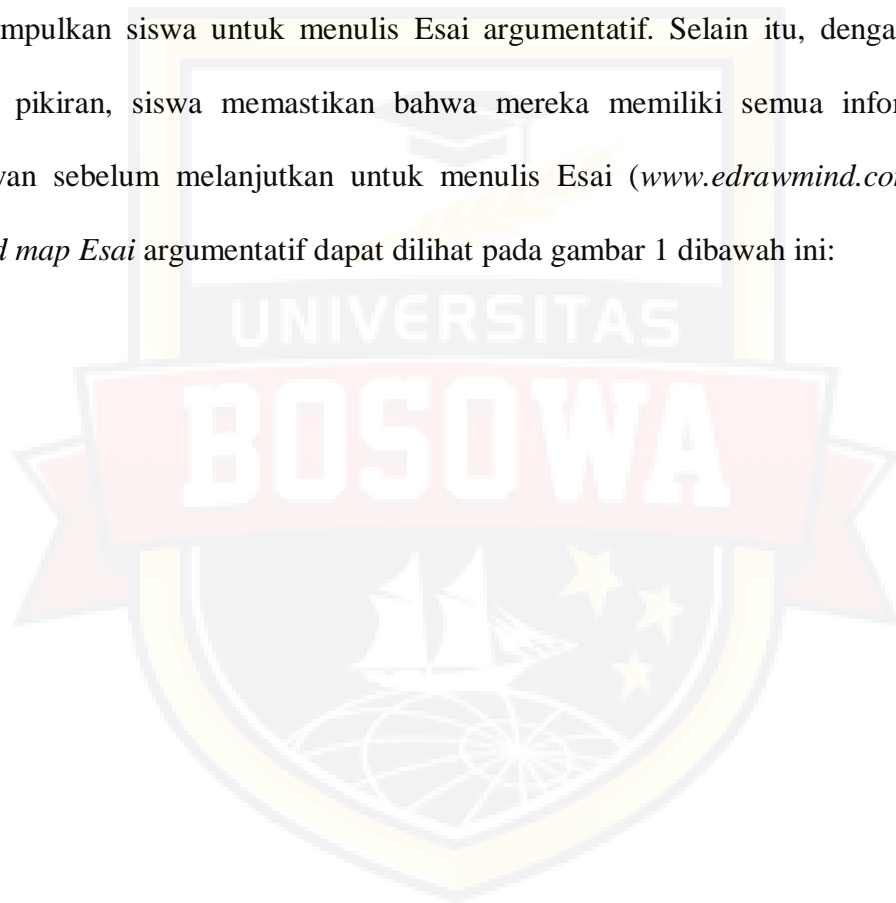 mpulkan siswa untuk menulis Esai argumentatif. Selain itu, denga
pikiran, siswa memastikan bahwa mereka memiliki semua infor
van sebelum melanjutkan untuk menulis Esai (www.edrawmind.co
d map Esai argumentatif dapat dilihat pada gambar 1 dibawah ini:
UNIVERSITAS
BOSOWA